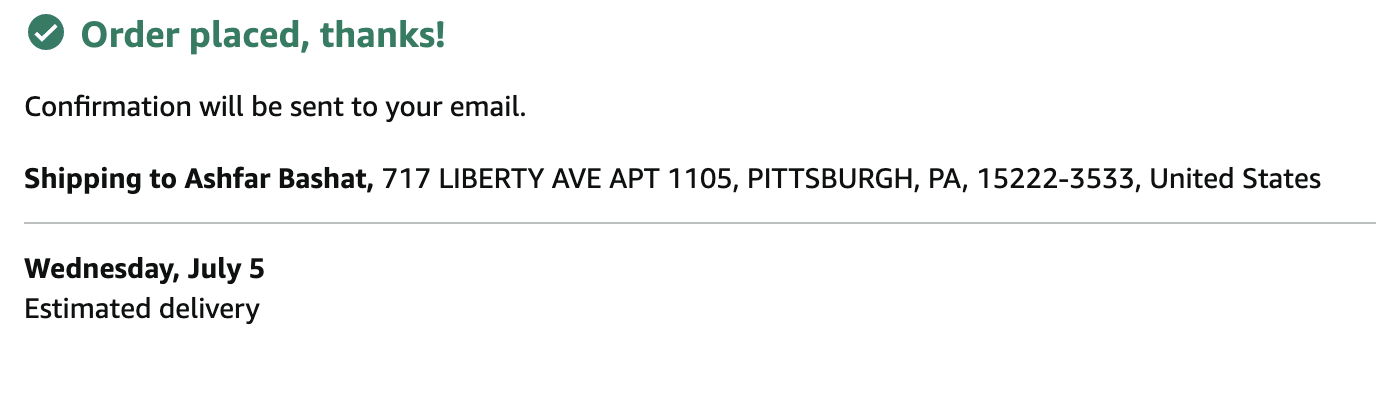 Order placed, thanks!
Confirmation will be sent to your email.
Shipping to Ashfar Bashat, 717 LIBERTY AVE APT 1105, PITTSBURGH, PA, 15222-3533, United States
Wednesday, July 5
Estimated delivery